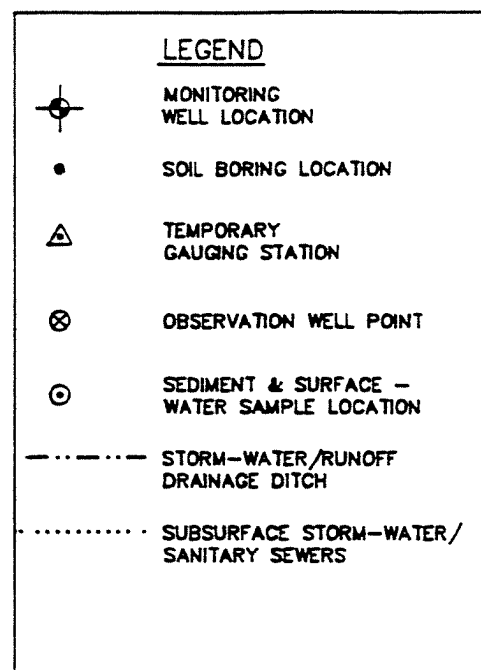 LEGEND
MONITORING
WELL LOCATION
SOIL BORING LOCATION
TEMPORARY
GAUGING STATION
OBSERVATION WELL POINT
SEDIMENT & SURFACE –
WATER SAMPLE LOCATION
STORM–WATER/RUNOFF
DRAINAGE DITCH
SUBSURFACE STORM–WATER/
SANITARY SEWERS